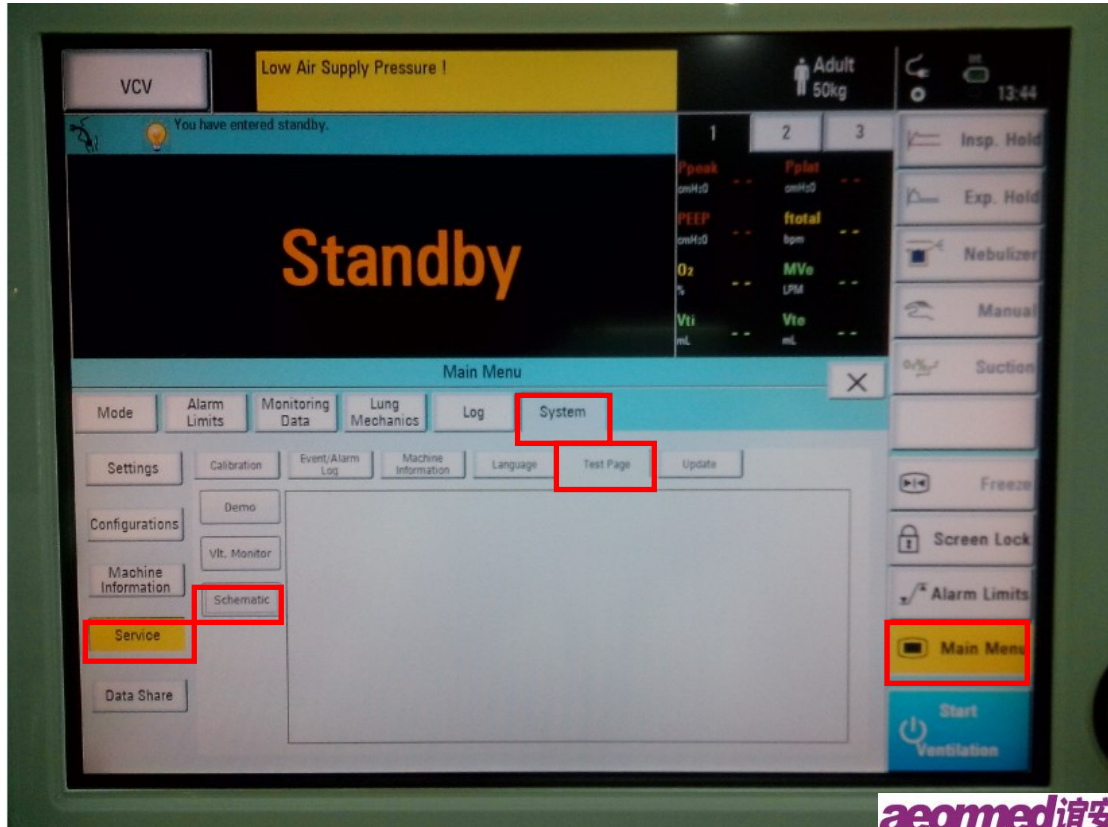 VCV
Low Air Supply Pressure !
Adult
50kg
13:44
You have entered standby.
1
2
3
Ppeak
cmH₂O
--
Pplat
cmH₂O
--
PEEP
cmH₂O
--
ftotal
bpm
--
O₂
%
--
MVe
LPM
--
Vti
mL
--
Vte
mL
--
Standby
Insp. Hold
Exp. Hold
Nebulizer
Manual
Suction
Freeze
Screen Lock
Alarm Limits
Main Menu
Start
Ventilation
Main Menu
Mode
Alarm
Limits
Monitoring
Data
Lung
Mechanics
Log
System
Settings
Configurations
Machine
Information
Service
Data Share
Calibration
Event/Alarm
Log
Machine
Information
Language
Test Page
Update
Demo
Vlt. Monitor
Schematic
aeonmed谊安